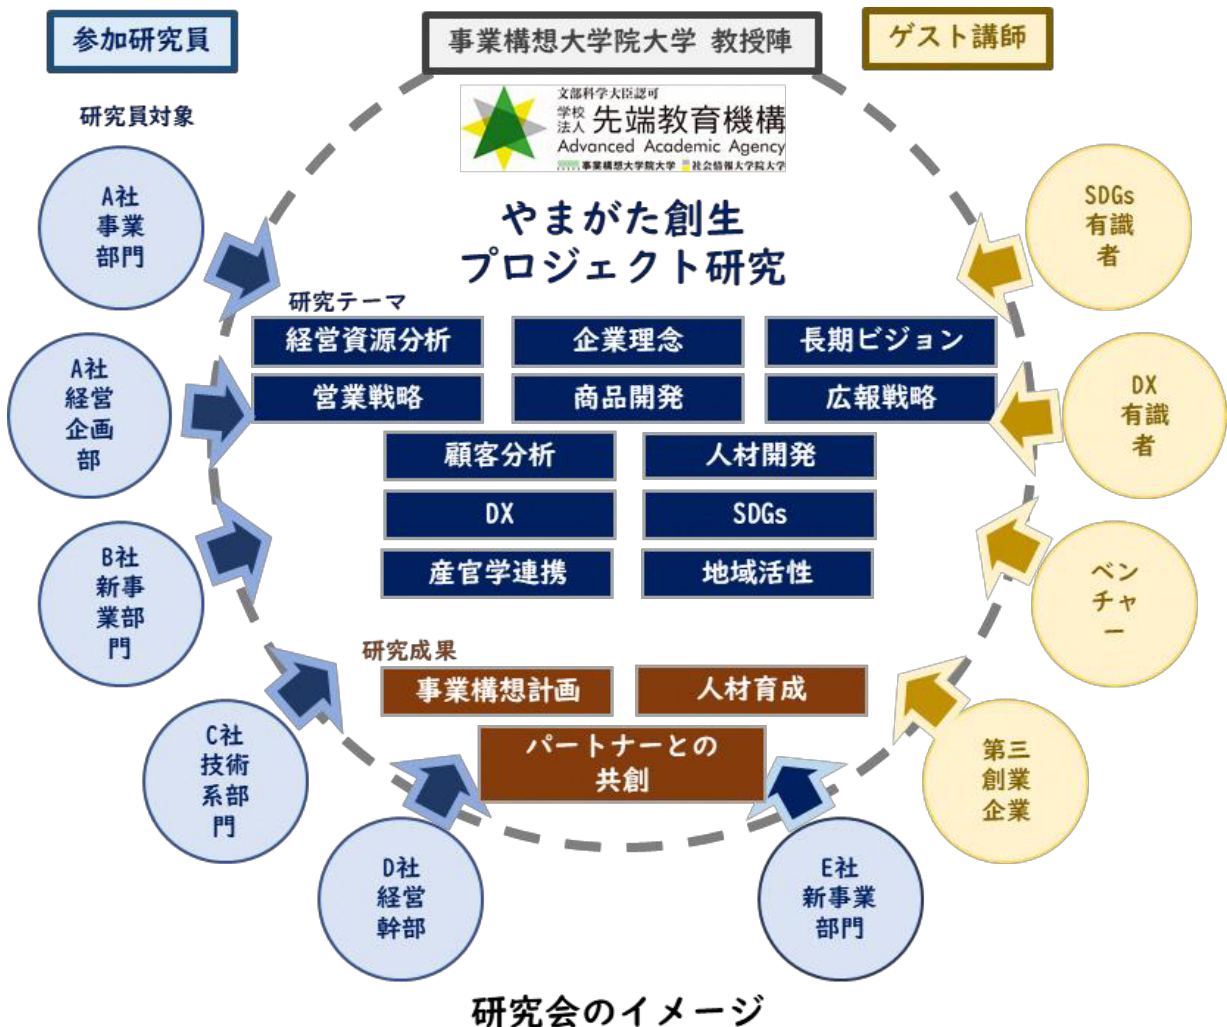 参加研究員
事業構想大学院大学 教授陣
ゲスト講師
文部科学大臣認可
学校
法人
先端教育機構
Advanced Academic Agency
事業構想大学院大学
社会情報大学院大学
研究員対象
A社
事業
部門
A社
経営
企画
部
B社
新事
業部
門
C社
技術
系部
門
D社
経営
幹部
E社
新事業
部門
SDGs
有識
者
DX
有識
者
ベン
チャ
ー
第三
創業
企業
やまがた創生
プロジェクト研究
研究テーマ
経営資源分析
企業理念
長期ビジョン
営業戦略
商品開発
広報戦略
顧客分析
人材開発
DX
SDGs
産官学連携
地域活性
研究成果
事業構想計画
人材育成
パートナーとの
共創
研究会のイメージ